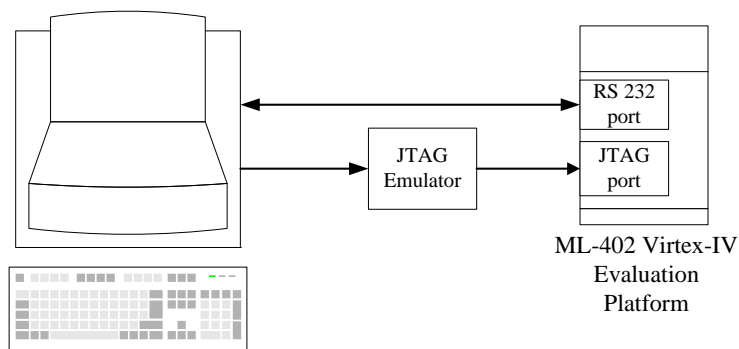 RS 232
port
JTAG
Emulator
JTAG
port
ML-402 Virtex-IV
Evaluation
Platform